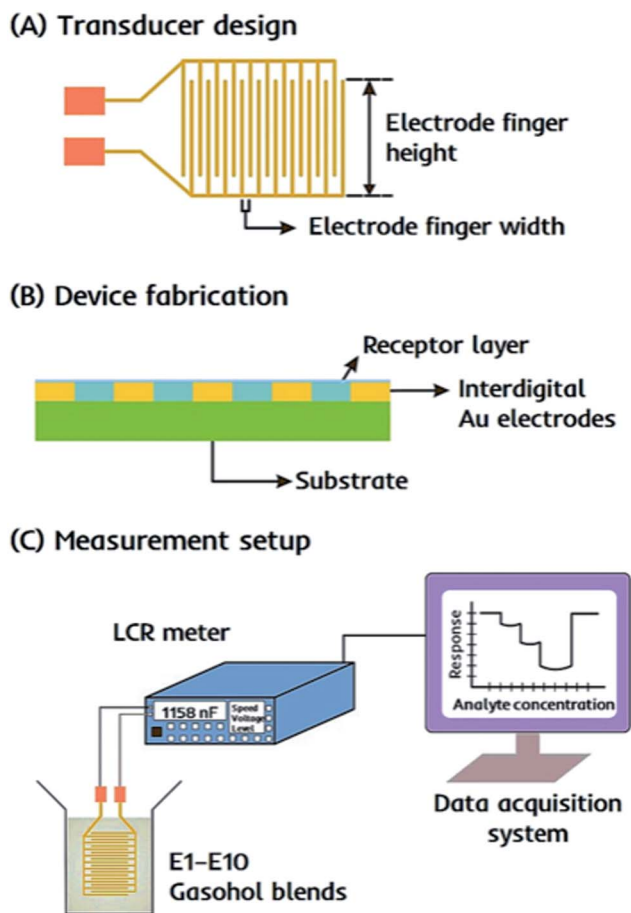 (A) Transducer design
Electrode finger
height
Electrode finger width
(B) Device fabrication
Receptor layer
Interdigital
Au electrodes
Substrate
(C) Measurement setup
LCR meter
1158 nF
Speed
Voltage
Level
Response
Analyte concentration
Data acquisition
system
E1–E10
Gasohol blends